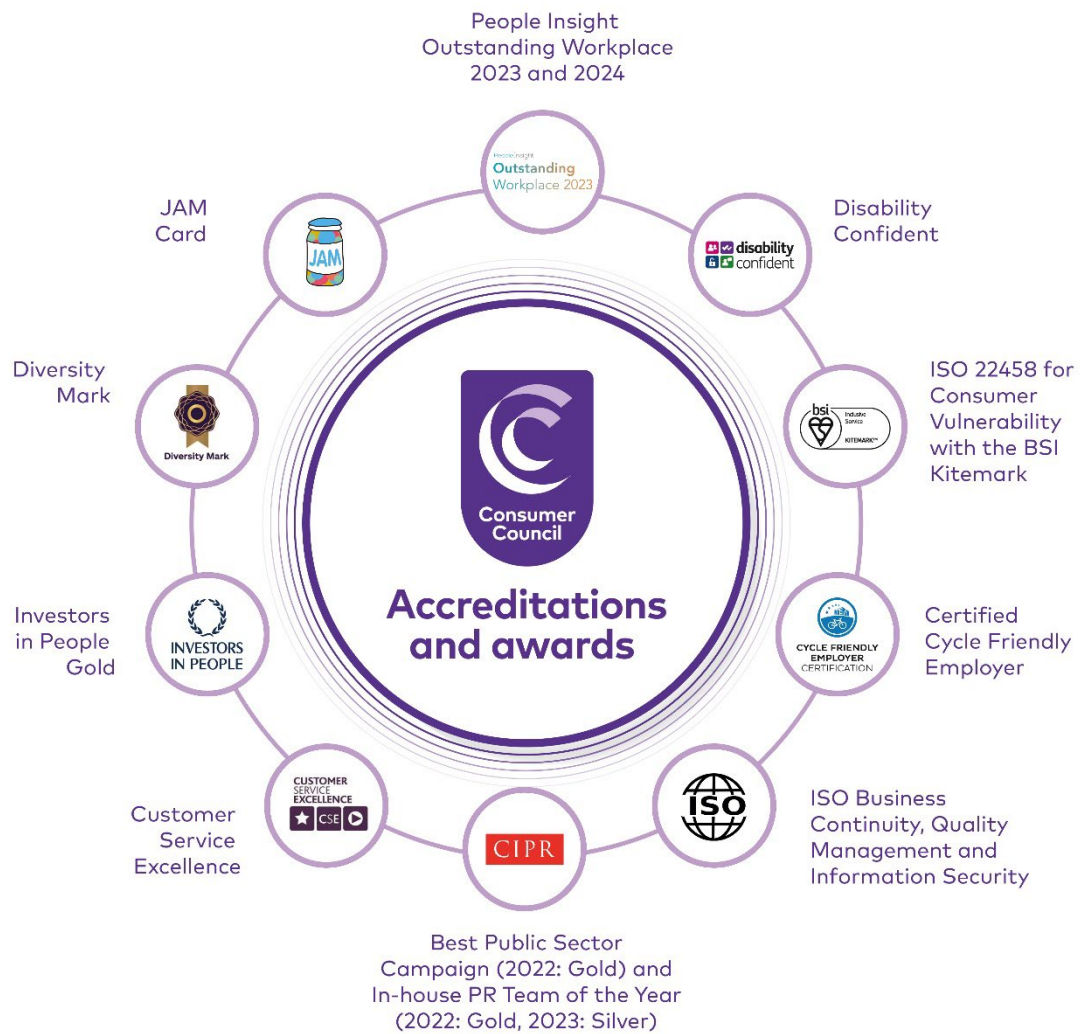 People Insight
Outstanding Workplace
2023 and 2024
People Insight
Outstanding
Workplace 2023
Disability
Confident
disability
confident
ISO 22458 for
Consumer
Vulnerability
with the BSI
Kitemark
bsi
Inclusive
Service
KITEMARK™
Certified
Cycle Friendly
Employer
CYCLE FRIENDLY
EMPLOYER
CERTIFICATION
ISO Business
Continuity, Quality
Management and
Information Security
ISO
CIPR
Best Public Sector
Campaign (2022: Gold) and
In-house PR Team of the Year
(2022: Gold, 2023: Silver)
Customer
Service
Excellence
CUSTOMER
SERVICE
EXCELLENCE
CSE
Investors
in People
Gold
INVESTORS
IN PEOPLE
Diversity
Mark
Diversity Mark
JAM
Card
JAM
Consumer
Council
Accreditations
and awards